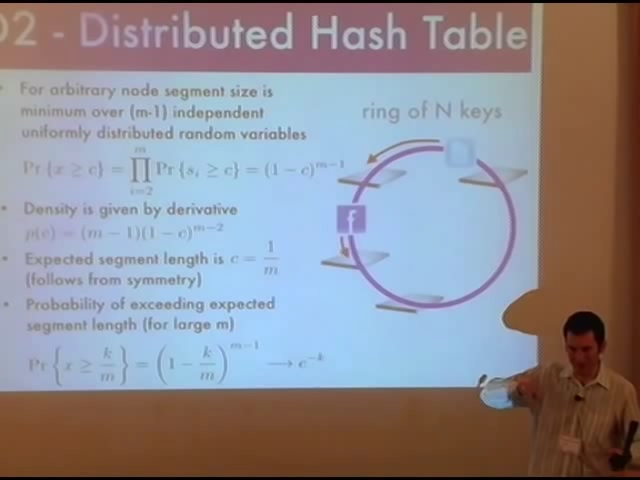 D2 - Distributed Hash Table
• For arbitrary node segment size is
minimum over (m-1) independent
uniformly distributed random variables
Pr {x ≥ c} = ∏_{i=2}^{m} Pr {s_i ≥ c} = (1 − c)^{m−1}
• Density is given by derivative
p(c) = (m − 1)(1 − c)^{m−2}
• Expected segment length is c = 1/m
(follows from symmetry)
• Probability of exceeding expected
segment length (for large m)
Pr {x ≥ k/m} = (1 − k/m)^{m−1} ⟶ e^{−k}
ring of N keys
f